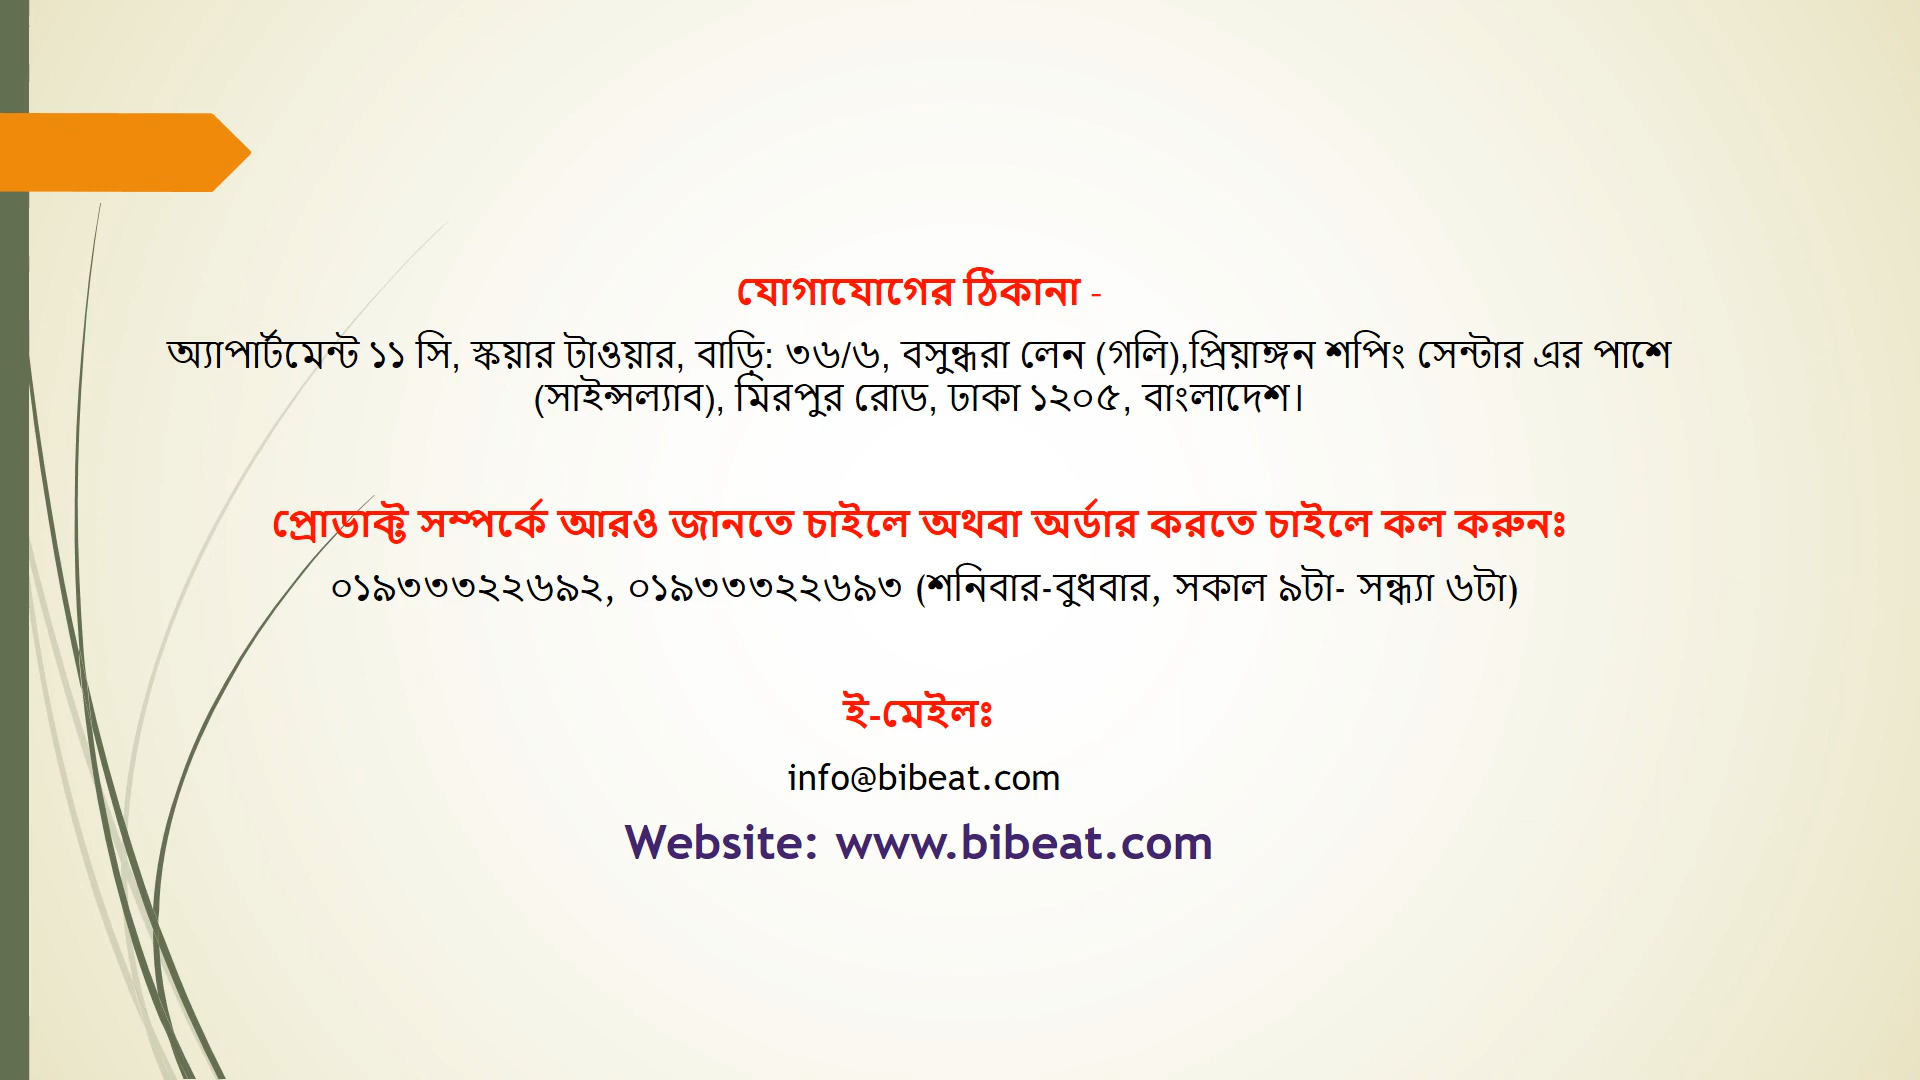 যোগাযোগের ঠিকানা -
অ্যাপার্টমেন্ট ১১ সি, স্কয়ার টাওয়ার, বাড়ি: ৩৬/৬, বসুন্ধরা লেন (গলি),প্রিয়াঙ্গন শপিং সেন্টার এর পাশে
(সাইন্সল্যাব), মিরপুর রোড, ঢাকা ১২০৫, বাংলাদেশ।
প্রোডাক্ট সম্পর্কে আরও জানতে চাইলে অথবা অর্ডার করতে চাইলে কল করুনঃ
০১৯৩৩৩২২৬৯২, ০১৯৩৩৩২২৬৯৩ (শনিবার-বুধবার, সকাল ৯টা- সন্ধ্যা ৬টা)
ই-মেইলঃ
info@bibeat.com
Website: www.bibeat.com